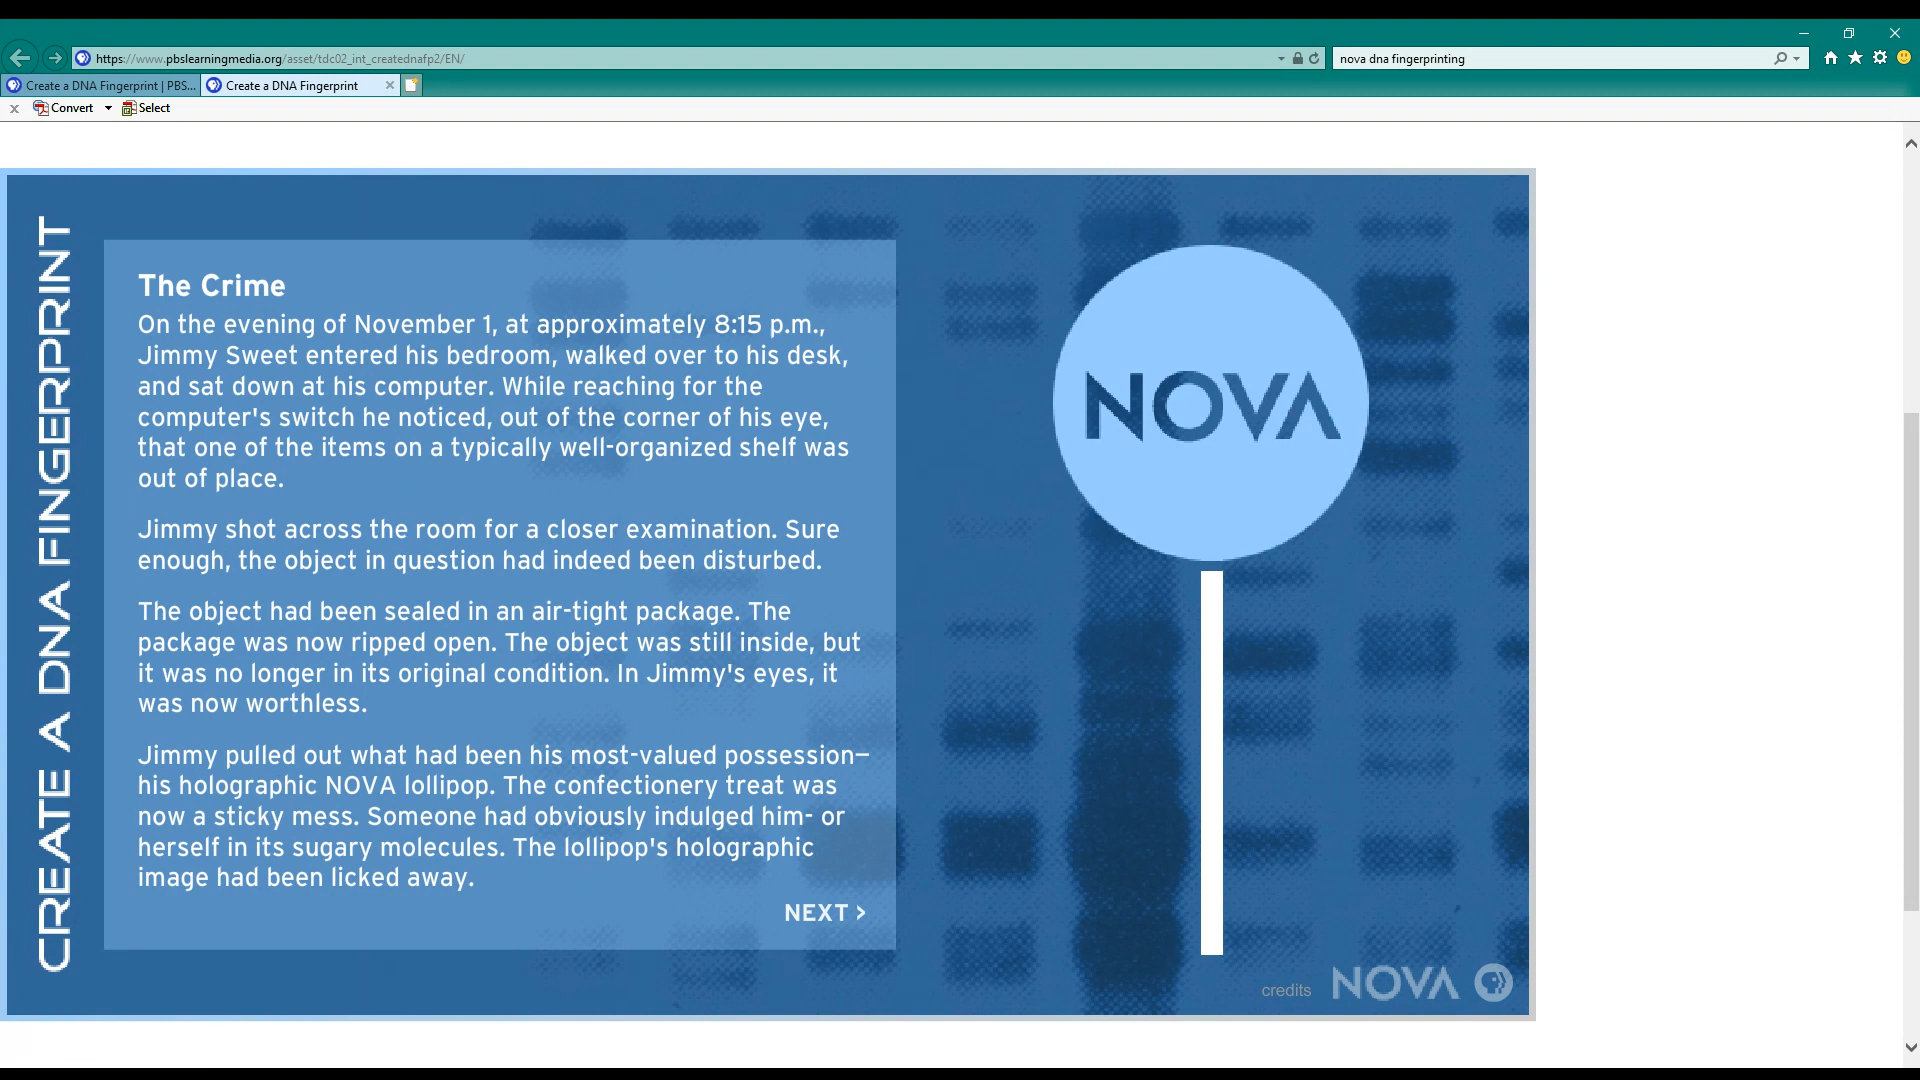 https://www.pbslearningmedia.org/asset/tdc02_int_creatednafp2/EN/
nova dna fingerprinting
Create a DNA Fingerprint | PBS...
Create a DNA Fingerprint
Convert
Select
CREATE A DNA FINGERPRINT
The Crime
On the evening of November 1, at approximately 8:15 p.m.,
Jimmy Sweet entered his bedroom, walked over to his desk,
and sat down at his computer. While reaching for the
computer's switch he noticed, out of the corner of his eye,
that one of the items on a typically well-organized shelf was
out of place.
Jimmy shot across the room for a closer examination. Sure
enough, the object in question had indeed been disturbed.
The object had been sealed in an air-tight package. The
package was now ripped open. The object was still inside, but
it was no longer in its original condition. In Jimmy's eyes, it
was now worthless.
Jimmy pulled out what had been his most-valued possession—
his holographic NOVA lollipop. The confectionery treat was
now a sticky mess. Someone had obviously indulged him- or
herself in its sugary molecules. The lollipop's holographic
image had been licked away.
NEXT >
NOVA
credits
NOVA